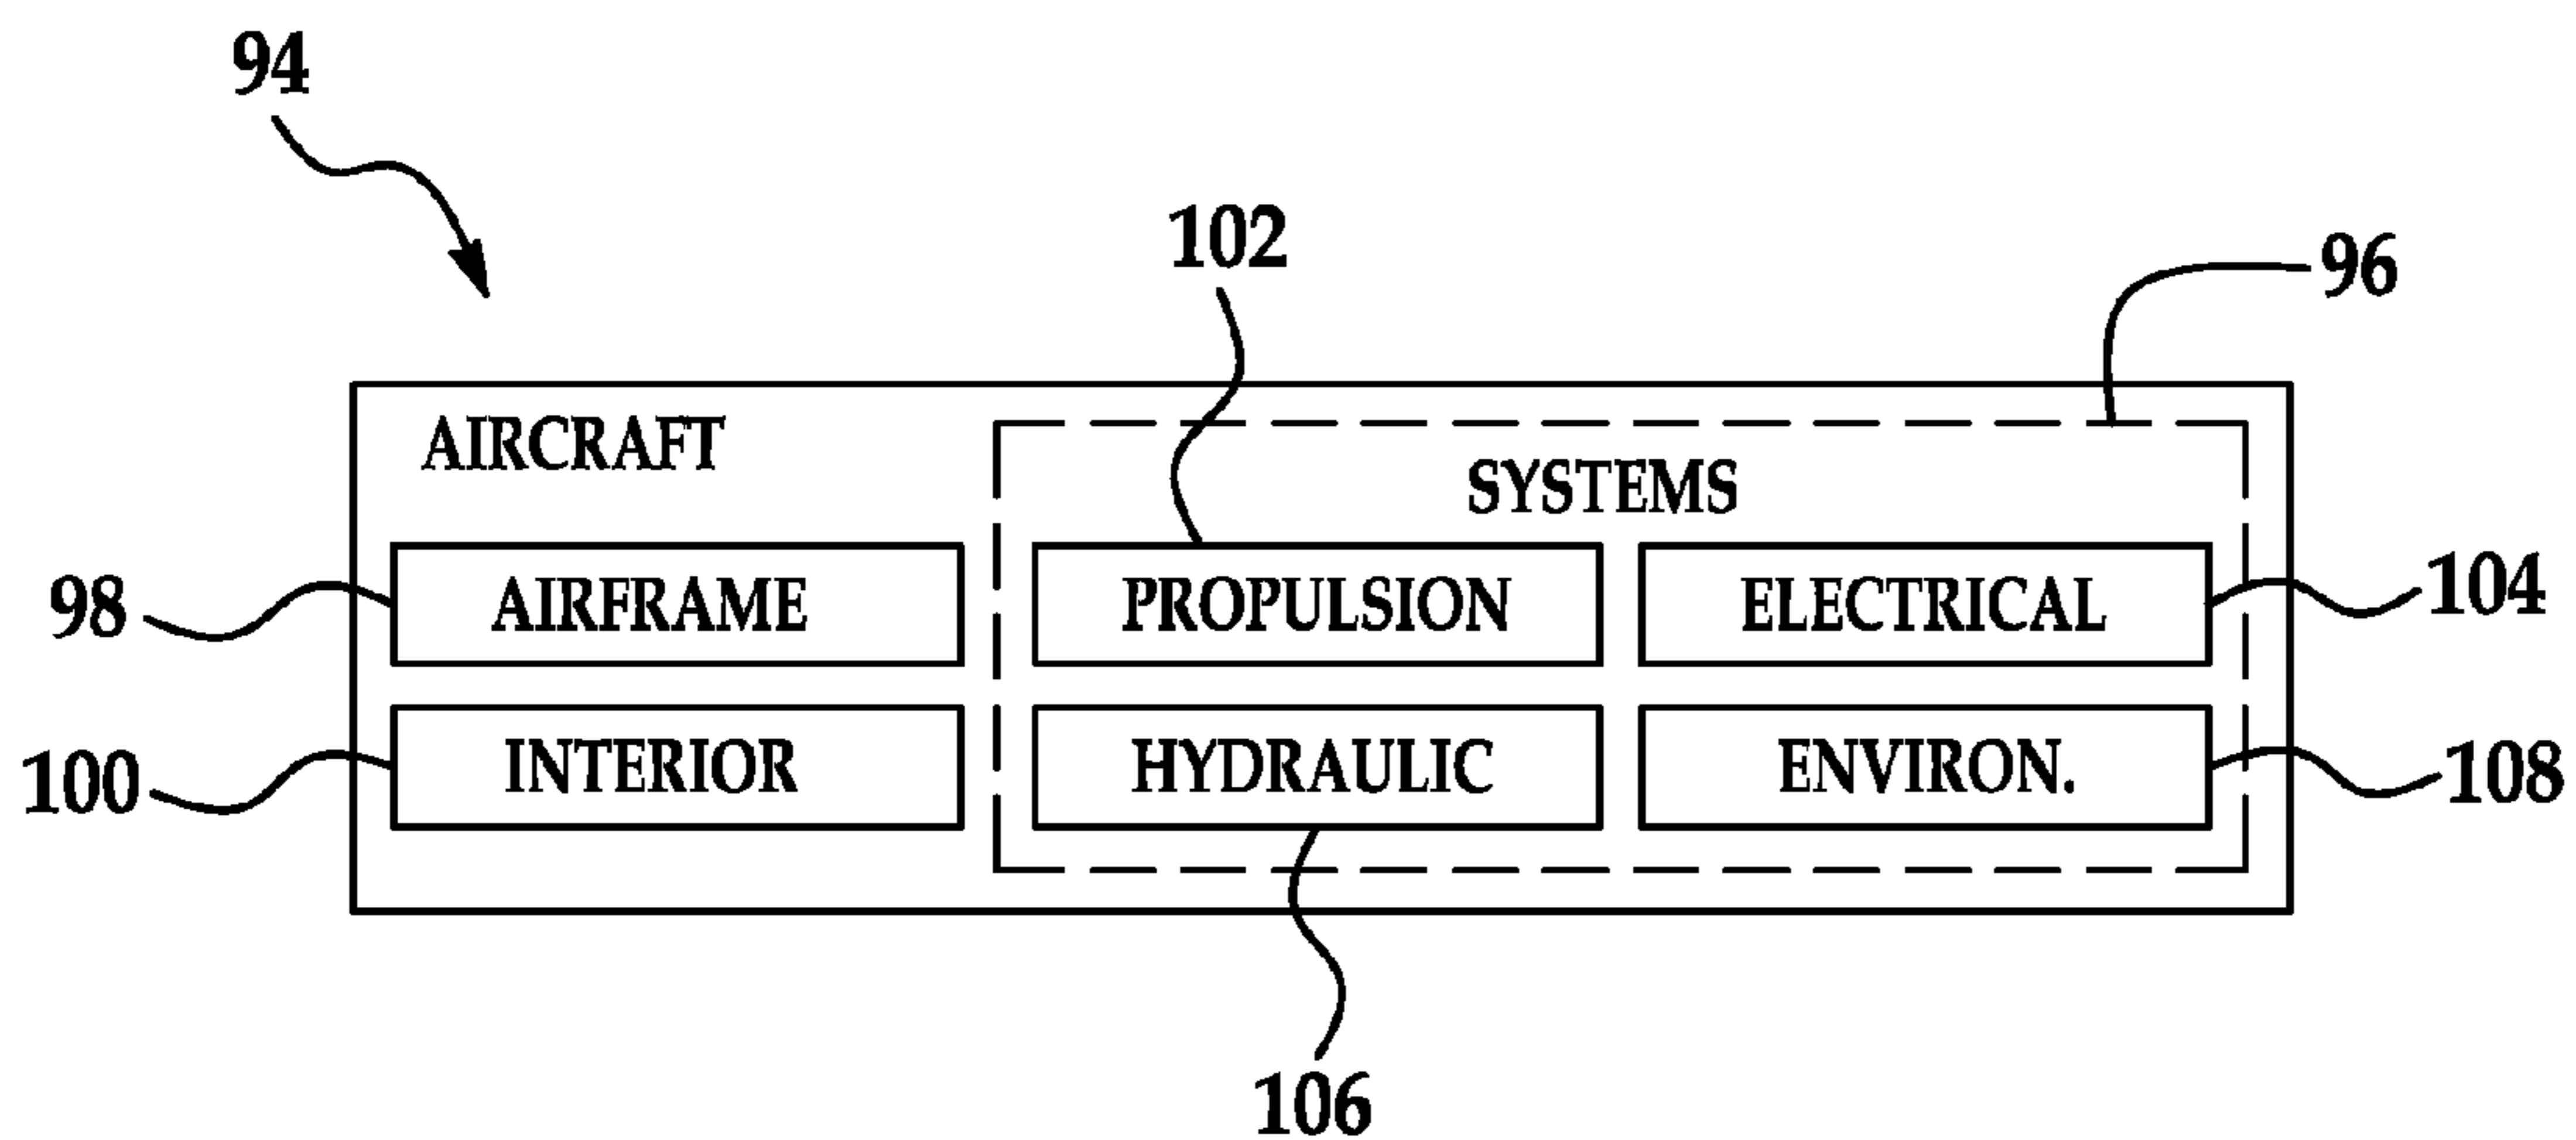 94
102
96
AIRCRAFT
SYSTEMS
98 AIRFRAME PROPULSION ELECTRICAL 104
100 INTERIOR HYDRAULIC ENVIRON. 108
106